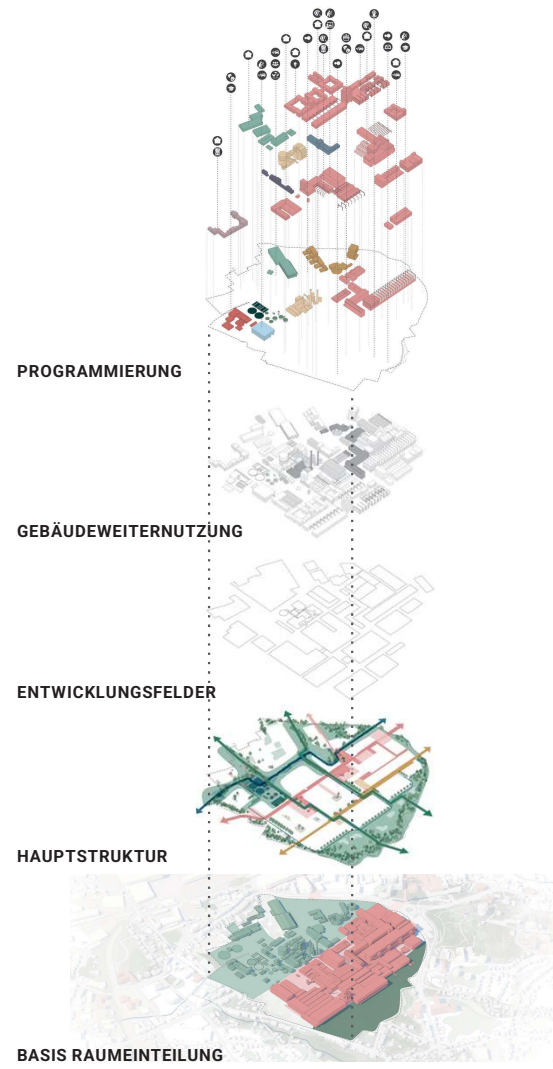 PROGRAMMIERUNG
GEBÄUDEWEITERNUTZUNG
ENTWICKLUNGSFELDER
HAUPTSTRUKTUR
BASIS RAUMEINTEILUNG